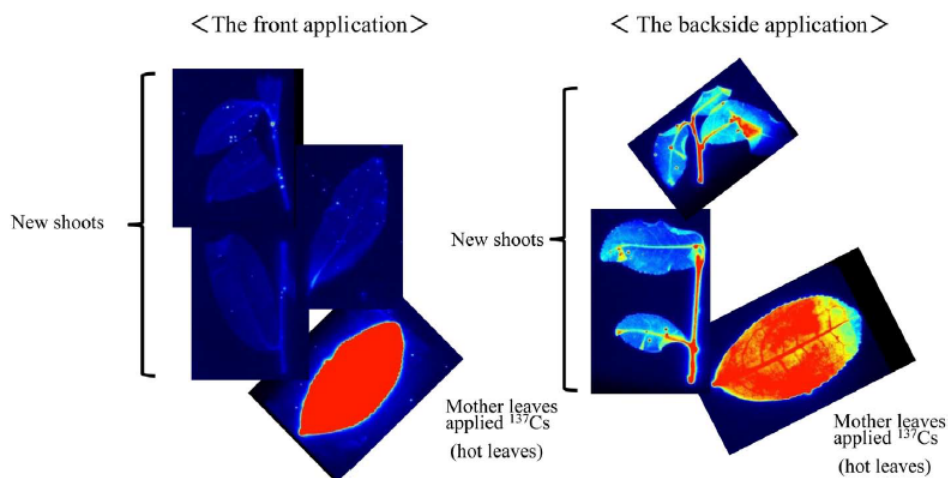 ＜The front application＞
＜ The backside application＞
New shoots
New shoots
Mother leaves
applied ¹³⁷Cs
(hot leaves)
Mother leaves
applied ¹³⁷Cs
(hot leaves)